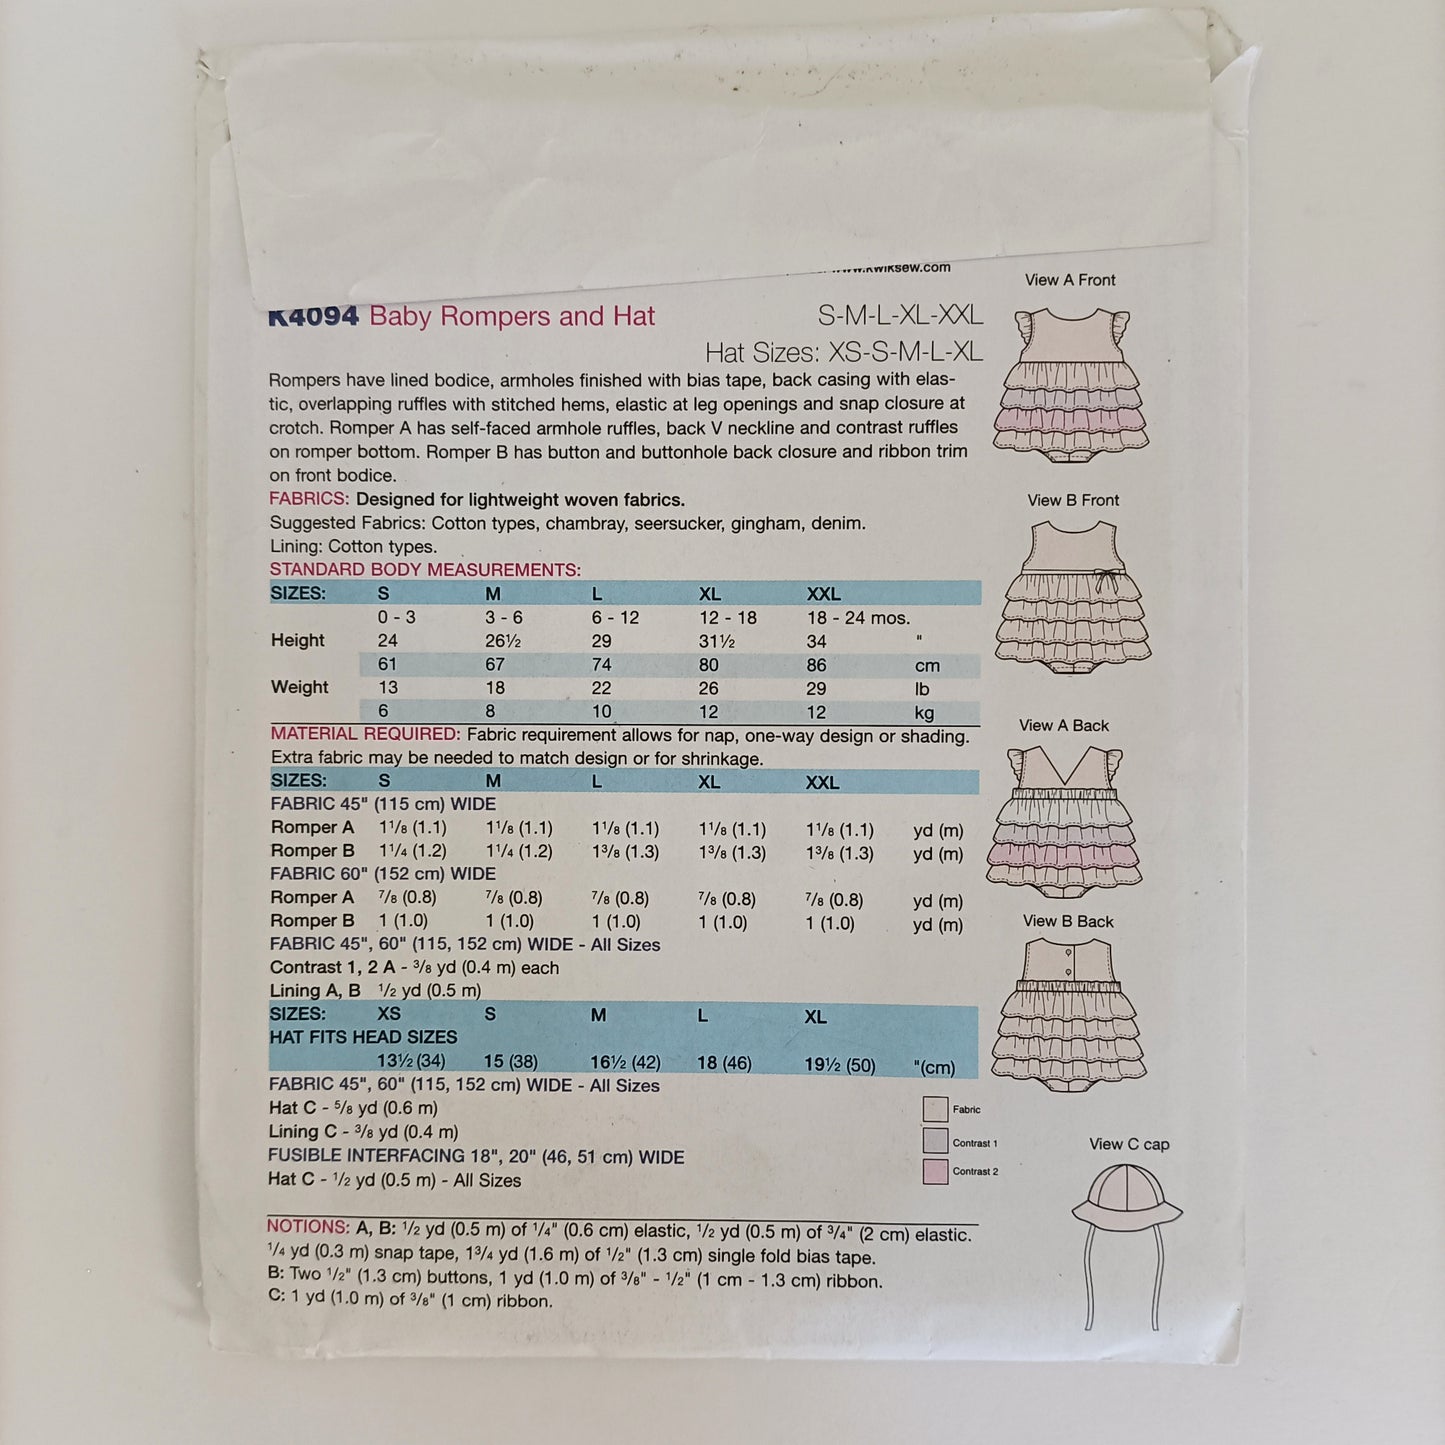 www.kwiksew.com
K4094 Baby Rompers and Hat S-M-L-XL-XXL
Hat Sizes: XS-S-M-L-XL
Rompers have lined bodice, armholes finished with bias tape, back casing with elas-
tic, overlapping ruffles with stitched hems, elastic at leg openings and snap closure at
crotch. Romper A has self-faced armhole ruffles, back V neckline and contrast ruffles
on romper bottom. Romper B has button and buttonhole back closure and ribbon trim
on front bodice.
FABRICS: Designed for lightweight woven fabrics.
Suggested Fabrics: Cotton types, chambray, seersucker, gingham, denim.
Lining: Cotton types.
STANDARD BODY MEASUREMENTS:
SIZES: S M L XL XXL
0 - 3 3 - 6 6 - 12 12 - 18 18 - 24 mos.
Height 24 26½ 29 31½ 34 "
61 67 74 80 86 cm
Weight 13 18 22 26 29 lb
6 8 10 12 12 kg
MATERIAL REQUIRED: Fabric requirement allows for nap, one-way design or shading.
Extra fabric may be needed to match design or for shrinkage.
SIZES: S M L XL XXL
FABRIC 45" (115 cm) WIDE
Romper A 1⅛ (1.1) 1⅛ (1.1) 1⅛ (1.1) 1⅛ (1.1) 1⅛ (1.1) yd (m)
Romper B 1¼ (1.2) 1¼ (1.2) 1⅜ (1.3) 1⅜ (1.3) 1⅜ (1.3) yd (m)
FABRIC 60" (152 cm) WIDE
Romper A ⅞ (0.8) ⅞ (0.8) ⅞ (0.8) ⅞ (0.8) ⅞ (0.8) yd (m)
Romper B 1 (1.0) 1 (1.0) 1 (1.0) 1 (1.0) 1 (1.0) yd (m)
FABRIC 45", 60" (115, 152 cm) WIDE - All Sizes
Contrast 1, 2 A - ⅜ yd (0.4 m) each
Lining A, B ½ yd (0.5 m)
SIZES: XS S M L XL
HAT FITS HEAD SIZES
13½ (34) 15 (38) 16½ (42) 18 (46) 19½ (50) "(cm)
FABRIC 45", 60" (115, 152 cm) WIDE - All Sizes
Hat C - ⅝ yd (0.6 m)
Lining C - ⅜ yd (0.4 m)
FUSIBLE INTERFACING 18", 20" (46, 51 cm) WIDE
Hat C - ½ yd (0.5 m) - All Sizes
NOTIONS: A, B: ½ yd (0.5 m) of ¼" (0.6 cm) elastic, ½ yd (0.5 m) of ¾" (2 cm) elastic.
¼ yd (0.3 m) snap tape, 1¾ yd (1.6 m) of ½" (1.3 cm) single fold bias tape.
B: Two ½" (1.3 cm) buttons, 1 yd (1.0 m) of ⅜" - ½" (1 cm - 1.3 cm) ribbon.
C: 1 yd (1.0 m) of ⅜" (1 cm) ribbon.
View A Front
View B Front
View A Back
View B Back
Fabric
Contrast 1
Contrast 2
View C cap